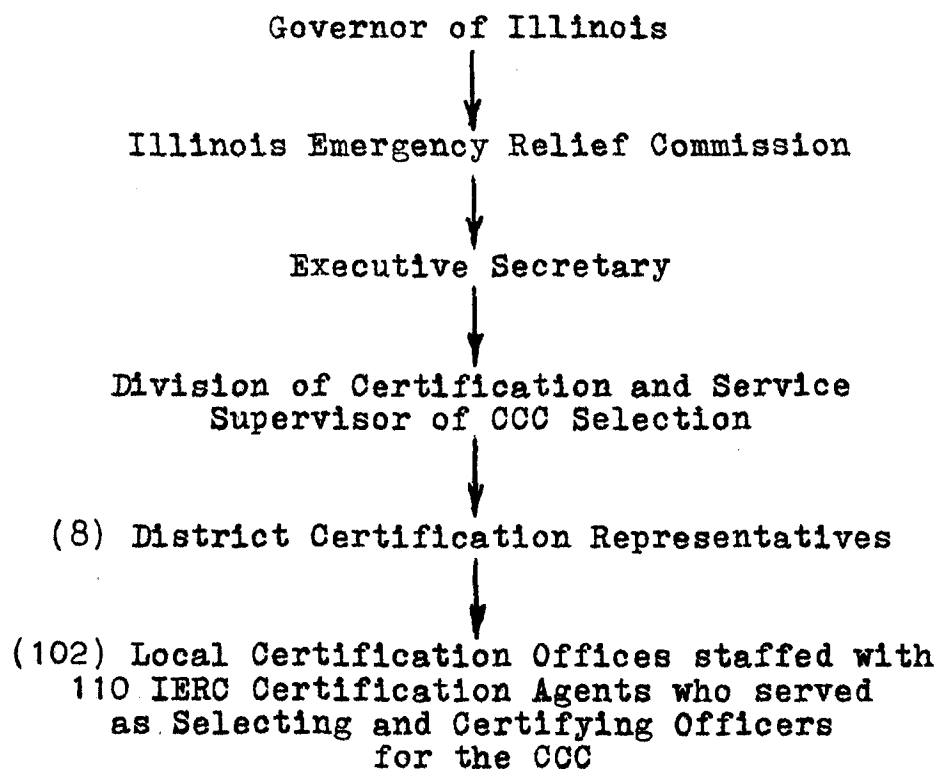 Governor of Illinois
Illinois Emergency Relief Commission
Executive Secretary
Division of Certification and Service
Supervisor of CCC Selection
(8) District Certification Representatives
(102) Local Certification Offices staffed with
110 IERC Certification Agents who served
as Selecting and Certifying Officers
for the CCC